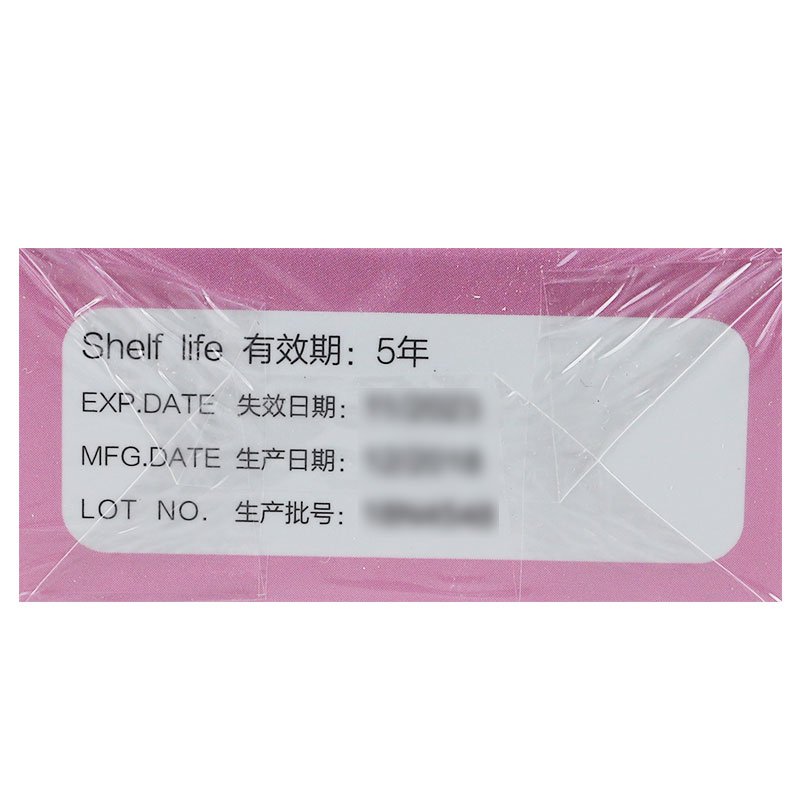 Shelf life 有效期：5年
EXP.DATE 失效日期：
MFG.DATE 生产日期：
LOT NO. 生产批号：